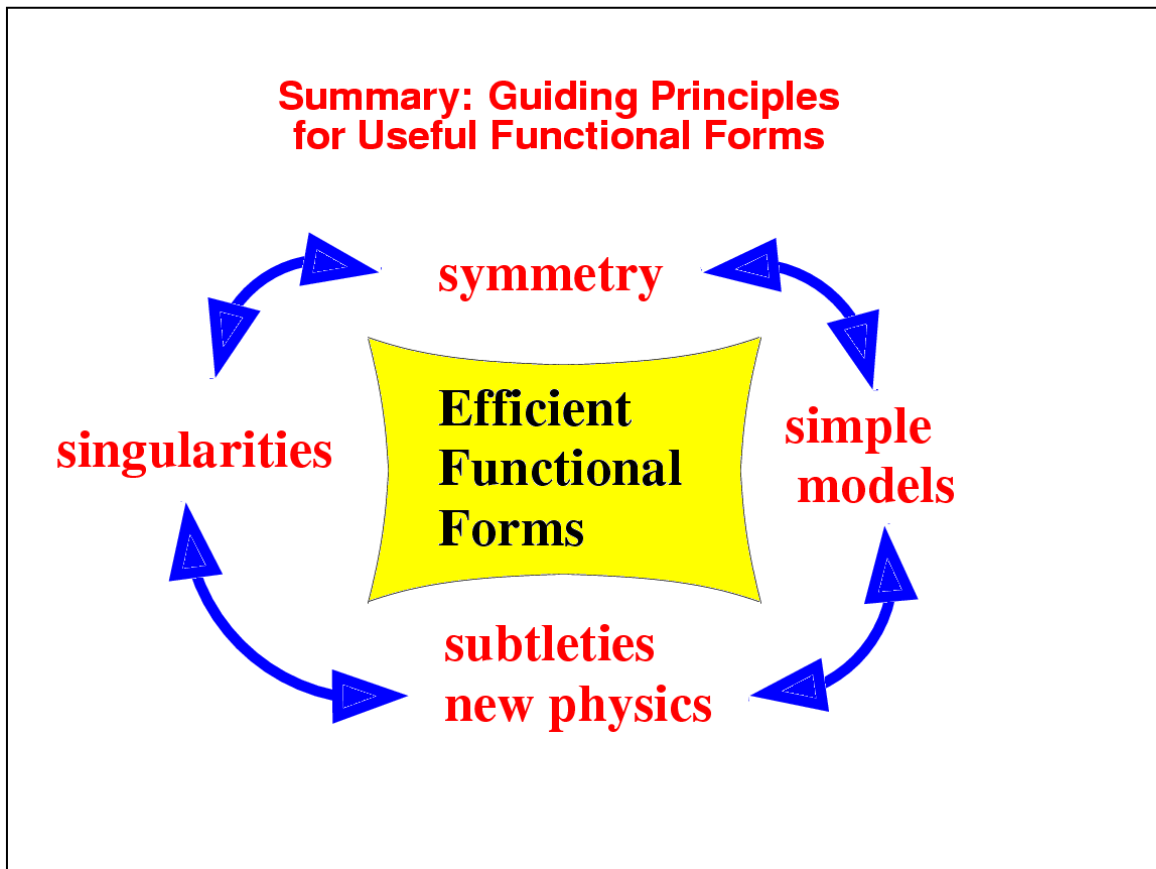 Summary: Guiding Principles
for Useful Functional Forms
symmetry
singularities
Efficient
Functional
Forms
simple
models
subtleties
new physics